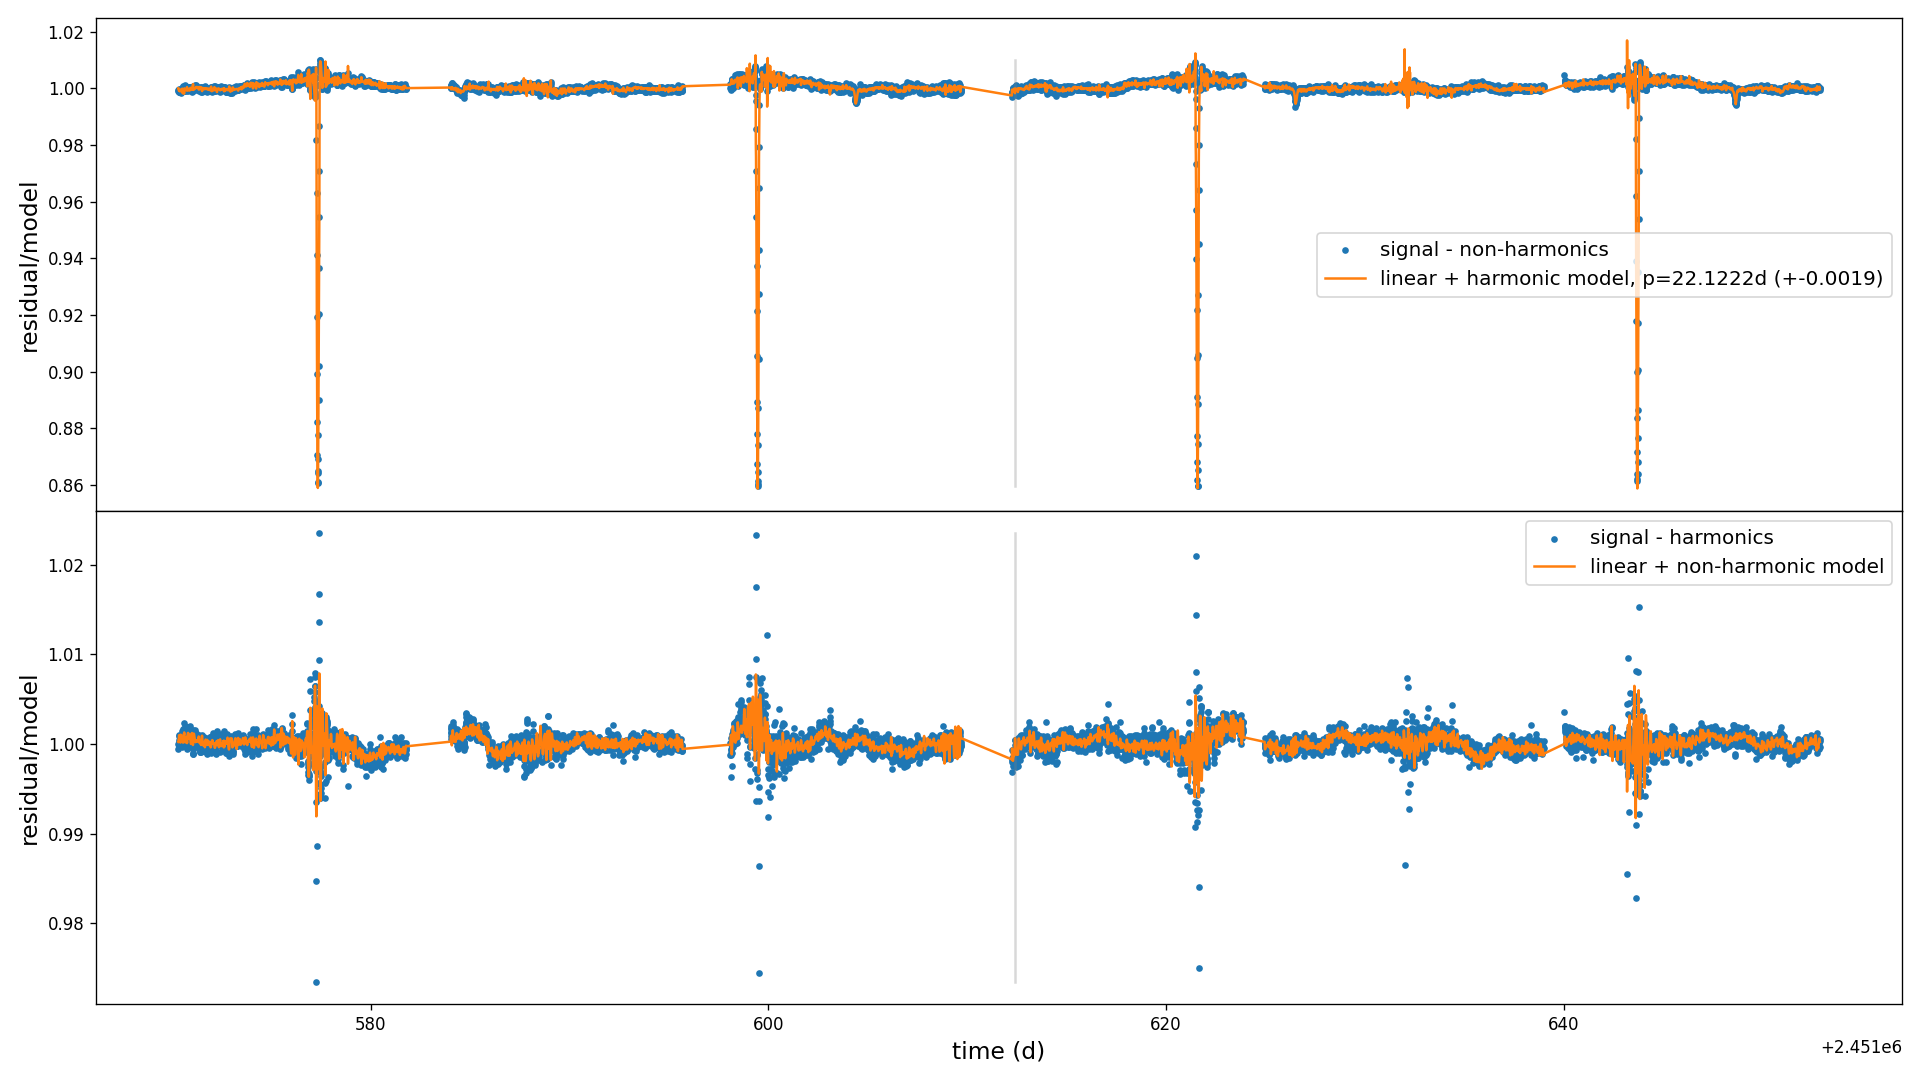 1.02
1.00
0.98
0.96
0.94
0.92
0.90
0.88
0.86
residual/model
signal - non-harmonics
linear + harmonic model, p=22.1222d (+-0.0019)
1.02
1.01
1.00
0.99
0.98
residual/model
signal - harmonics
linear + non-harmonic model
580
600
620
640
time (d)
+2.451e6